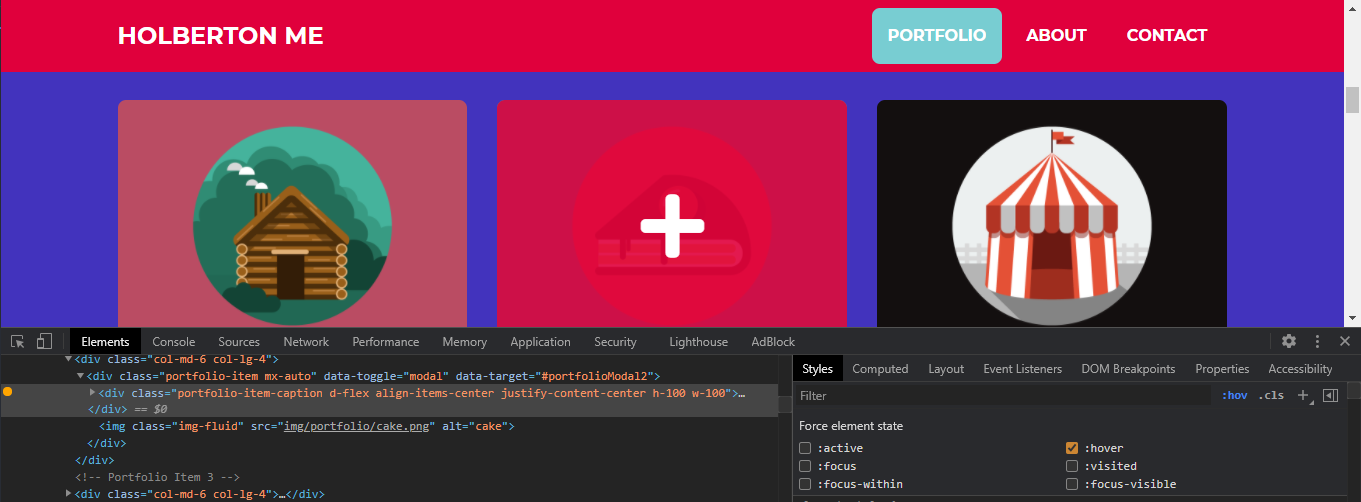 HOLBERTON ME PORTFOLIO ABOUT CONTACT
Elements Console Sources Network Performance Memory Application Security Lighthouse AdBlock
▼<div class="col-md-6 col-lg-4">
▼<div class="portfolio-item mx-auto" data-toggle="modal" data-target="#portfolioModal2">
▶<div class="portfolio-item-caption d-flex align-items-center justify-content-center h-100 w-100">…
</div> == $0
<img class="img-fluid" src="img/portfolio/cake.png" alt="cake">
</div>
</div>
<!-- Portfolio Item 3 -->
▶<div class="col-md-6 col-lg-4">…</div>
Styles Computed Layout Event Listeners DOM Breakpoints Properties Accessibility
Filter :hov .cls
Force element state
:active :hover
:focus :visited
:focus-within :focus-visible